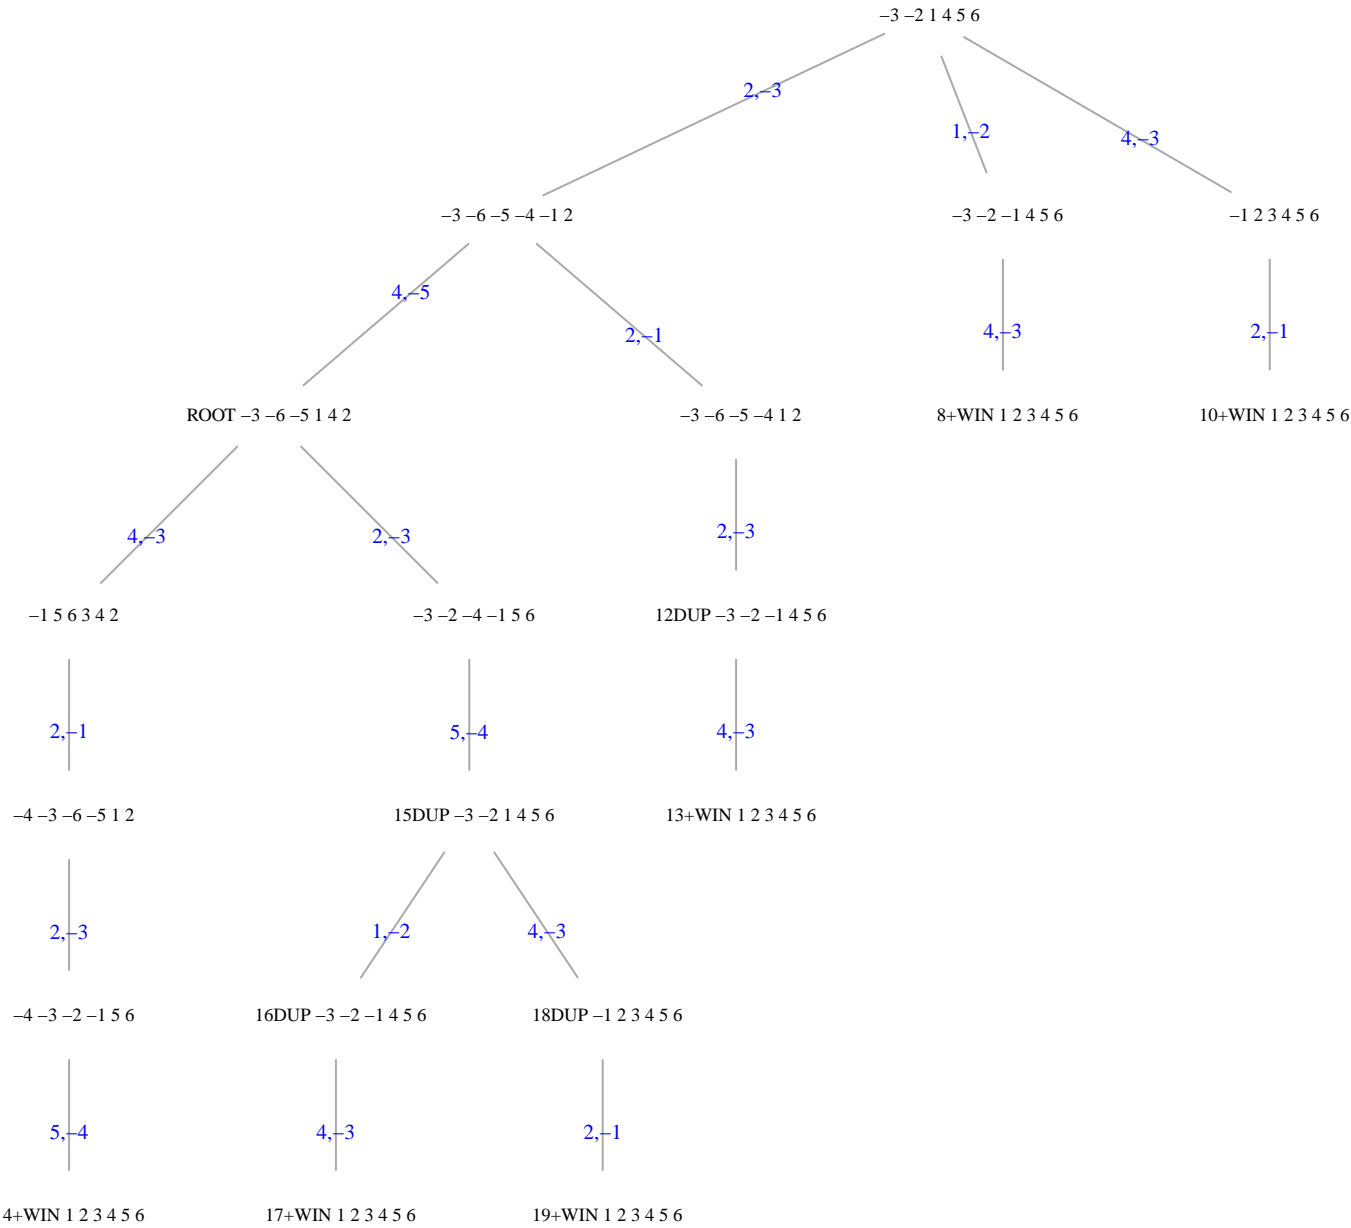 −3 −2 1 4 5 6
2,−3
1,−2
4,−3
−3 −6 −5 −4 −1 2
−3 −2 −1 4 5 6
−1 2 3 4 5 6
4,−5
2,−1
4,−3
2,−1
ROOT −3 −6 −5 1 4 2
−3 −6 −5 −4 1 2
8+WIN 1 2 3 4 5 6
10+WIN 1 2 3 4 5 6
4,−3
2,−3
2,−3
−1 5 6 3 4 2
−3 −2 −4 −1 5 6
12DUP −3 −2 −1 4 5 6
2,−1
5,−4
4,−3
−4 −3 −6 −5 1 2
15DUP −3 −2 1 4 5 6
13+WIN 1 2 3 4 5 6
2,−3
1,−2
4,−3
−4 −3 −2 −1 5 6
16DUP −3 −2 −1 4 5 6
18DUP −1 2 3 4 5 6
5,−4
4,−3
2,−1
4+WIN 1 2 3 4 5 6
17+WIN 1 2 3 4 5 6
19+WIN 1 2 3 4 5 6